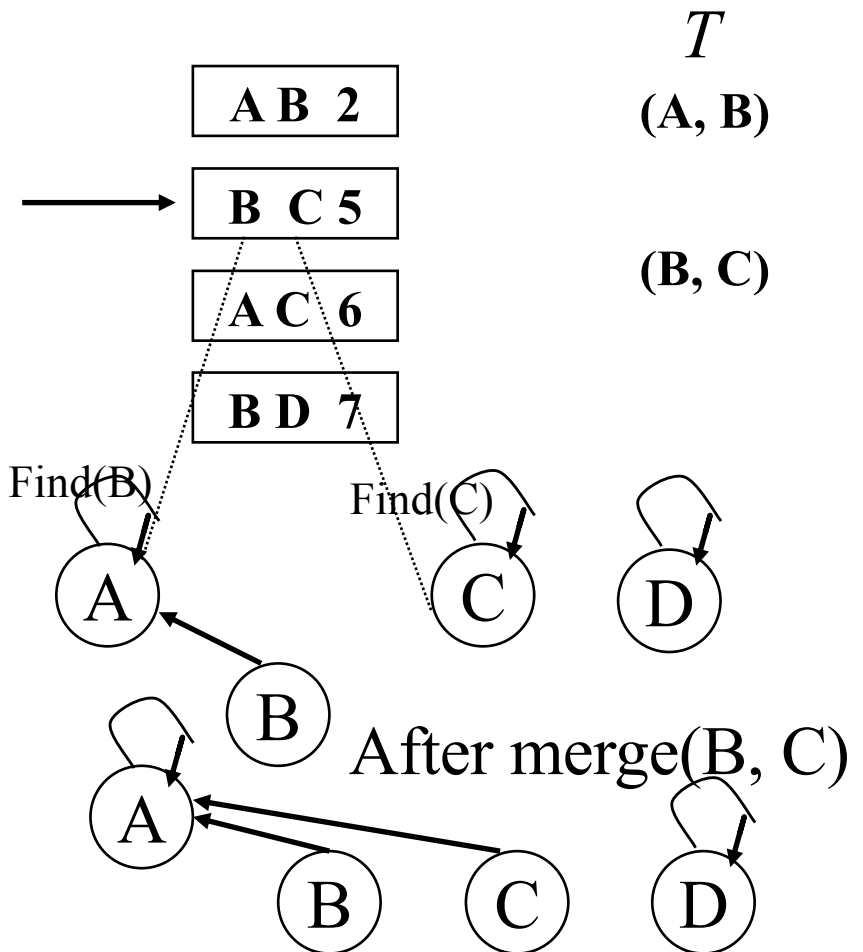 T
A B 2
(A, B)
B C 5
(B, C)
A C 6
B D 7
Find(B)
Find(C)
A
C
D
B
After merge(B, C)
A
B
C
D